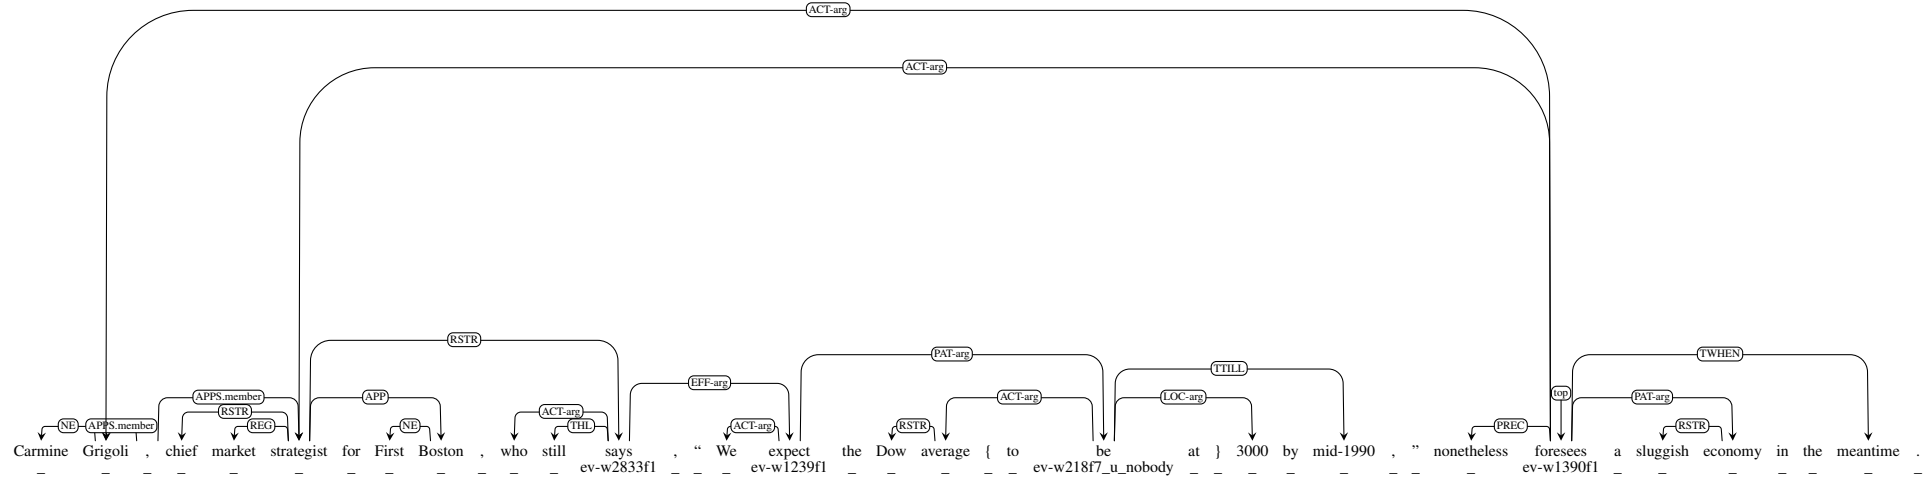 ACT-arg
ACT-arg
RSTR
PAT-arg
TWHEN
TTILL
EFF-arg
top
APPS.member
APP
ACT-arg
LOC-arg
PAT-arg
RSTR
ACT-arg
NE
APPS.member
REG
NE
THL
ACT-arg
RSTR
PREC
RSTR
Carmine Grigoli , chief market strategist for First Boston , who still says , “ We expect the Dow average { to be at } 3000 by mid-1990 , ” nonetheless foresees a sluggish economy in the meantime .
_ _ _ _ _ _ _ _ _ _ _ _ ev-w2833f1 _ _ _ ev-w1239f1 _ _ _ _ _ ev-w218f7_u_nobody _ _ _ _ _ _ _ _ ev-w1390f1 _ _ _ _ _ _ _